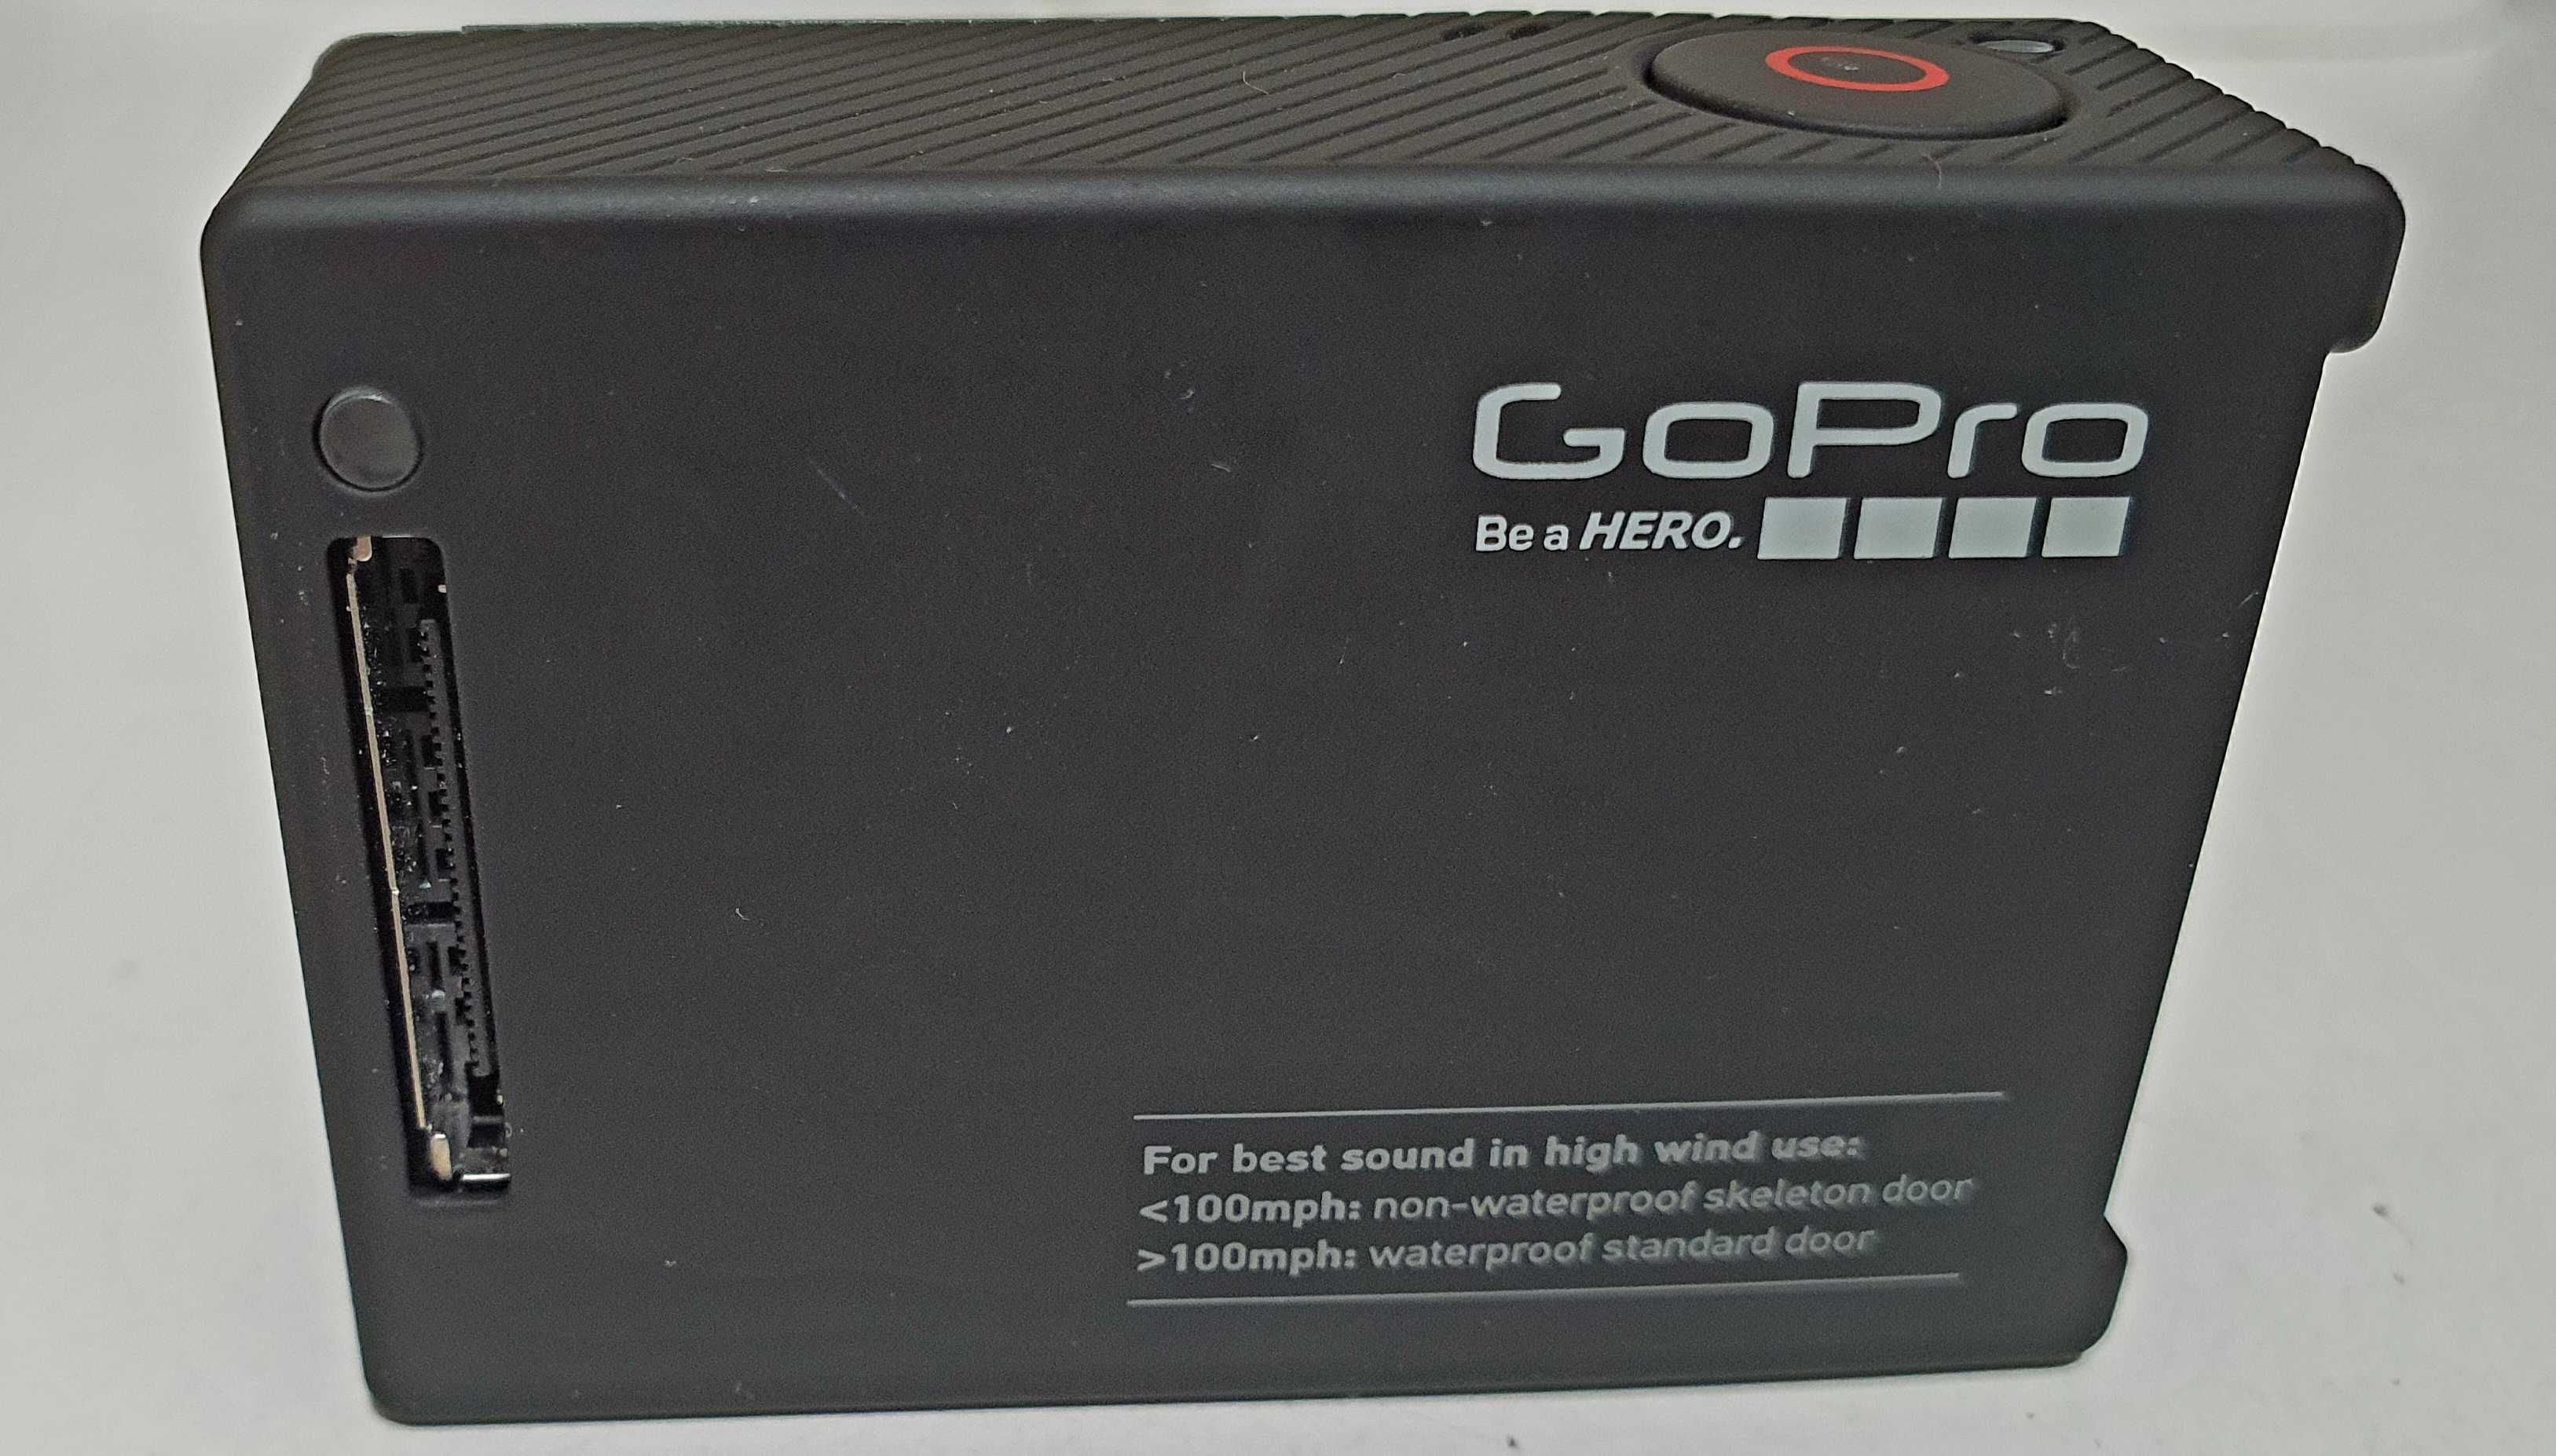 GoPro
Be a HERO.
For best sound in high wind use:
<100mph: non-waterproof skeleton door
>100mph: waterproof standard door